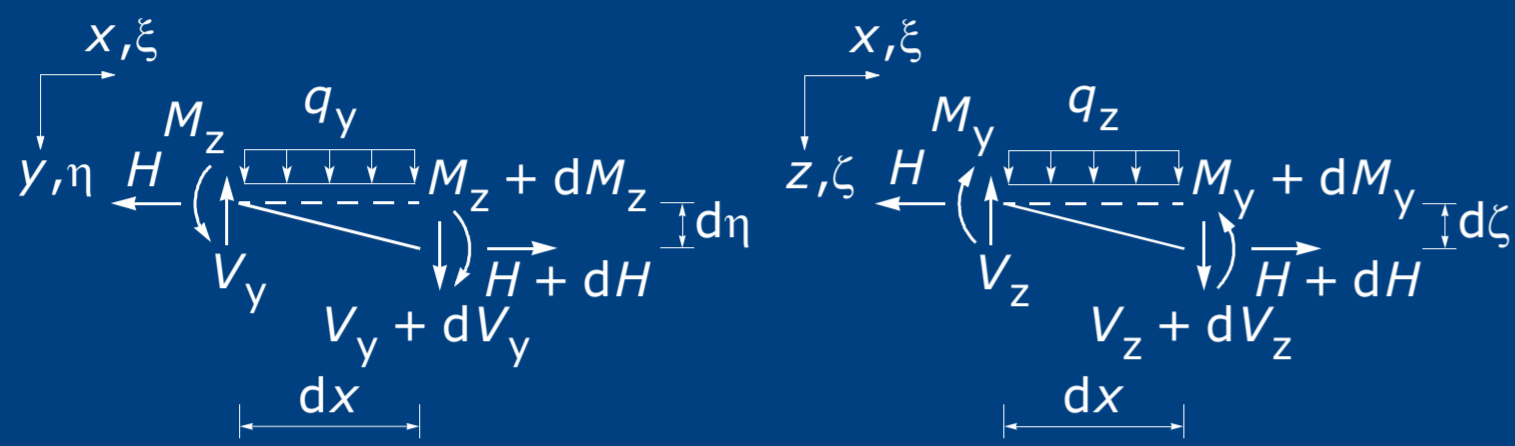 x,ξ
q_y
M_z
y,η
H
M_z + dM_z
dη
V_y
H + dH
V_y + dV_y
dx
x,ξ
q_z
M_y
z,ζ
H
M_y + dM_y
dζ
V_z
H + dH
V_z + dV_z
dx